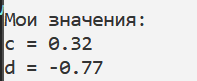 Мои значения:
c = 0.32
d = -0.77